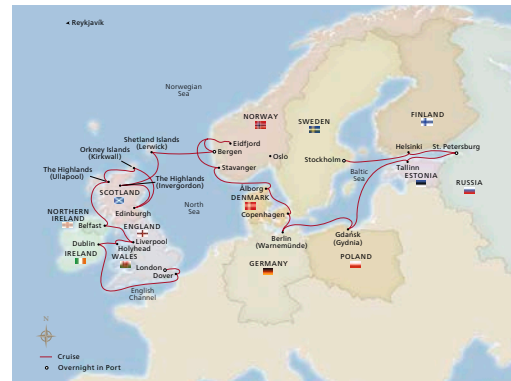 Reykjavík
Norwegian
Sea
FINLAND
NORWAY
SWEDEN
Shetland Islands
(Lerwick)
Eidfjord
Bergen
Helsinki
St. Petersburg
Orkney Islands
(Kirkwall)
Oslo
Stockholm
Stavanger
Tallinn
The Highlands
(Ullapool)
Baltic
Sea
ESTONIA
The Highlands
(Invergordon)
RUSSIA
SCOTLAND
Ålborg
DENMARK
North
Sea
Edinburgh
Copenhagen
NORTHERN
IRELAND
Belfast
ENGLAND
Gdańsk
(Gydnia)
Berlin
(Warnemünde)
Dublin
Liverpool
Holyhead
IRELAND
WALES
POLAND
GERMANY
London
Dover
English
Channel
N
Cruise
Overnight in Port